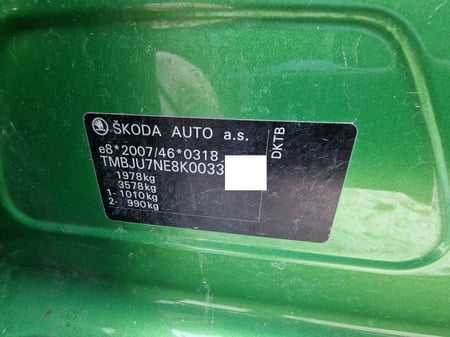 ŠKODA AUTO a.s.
e8*2007/46*0318
TMBJU7NE8K0033
1978kg
3578kg
1- 1010kg
2- 990kg
DKTB